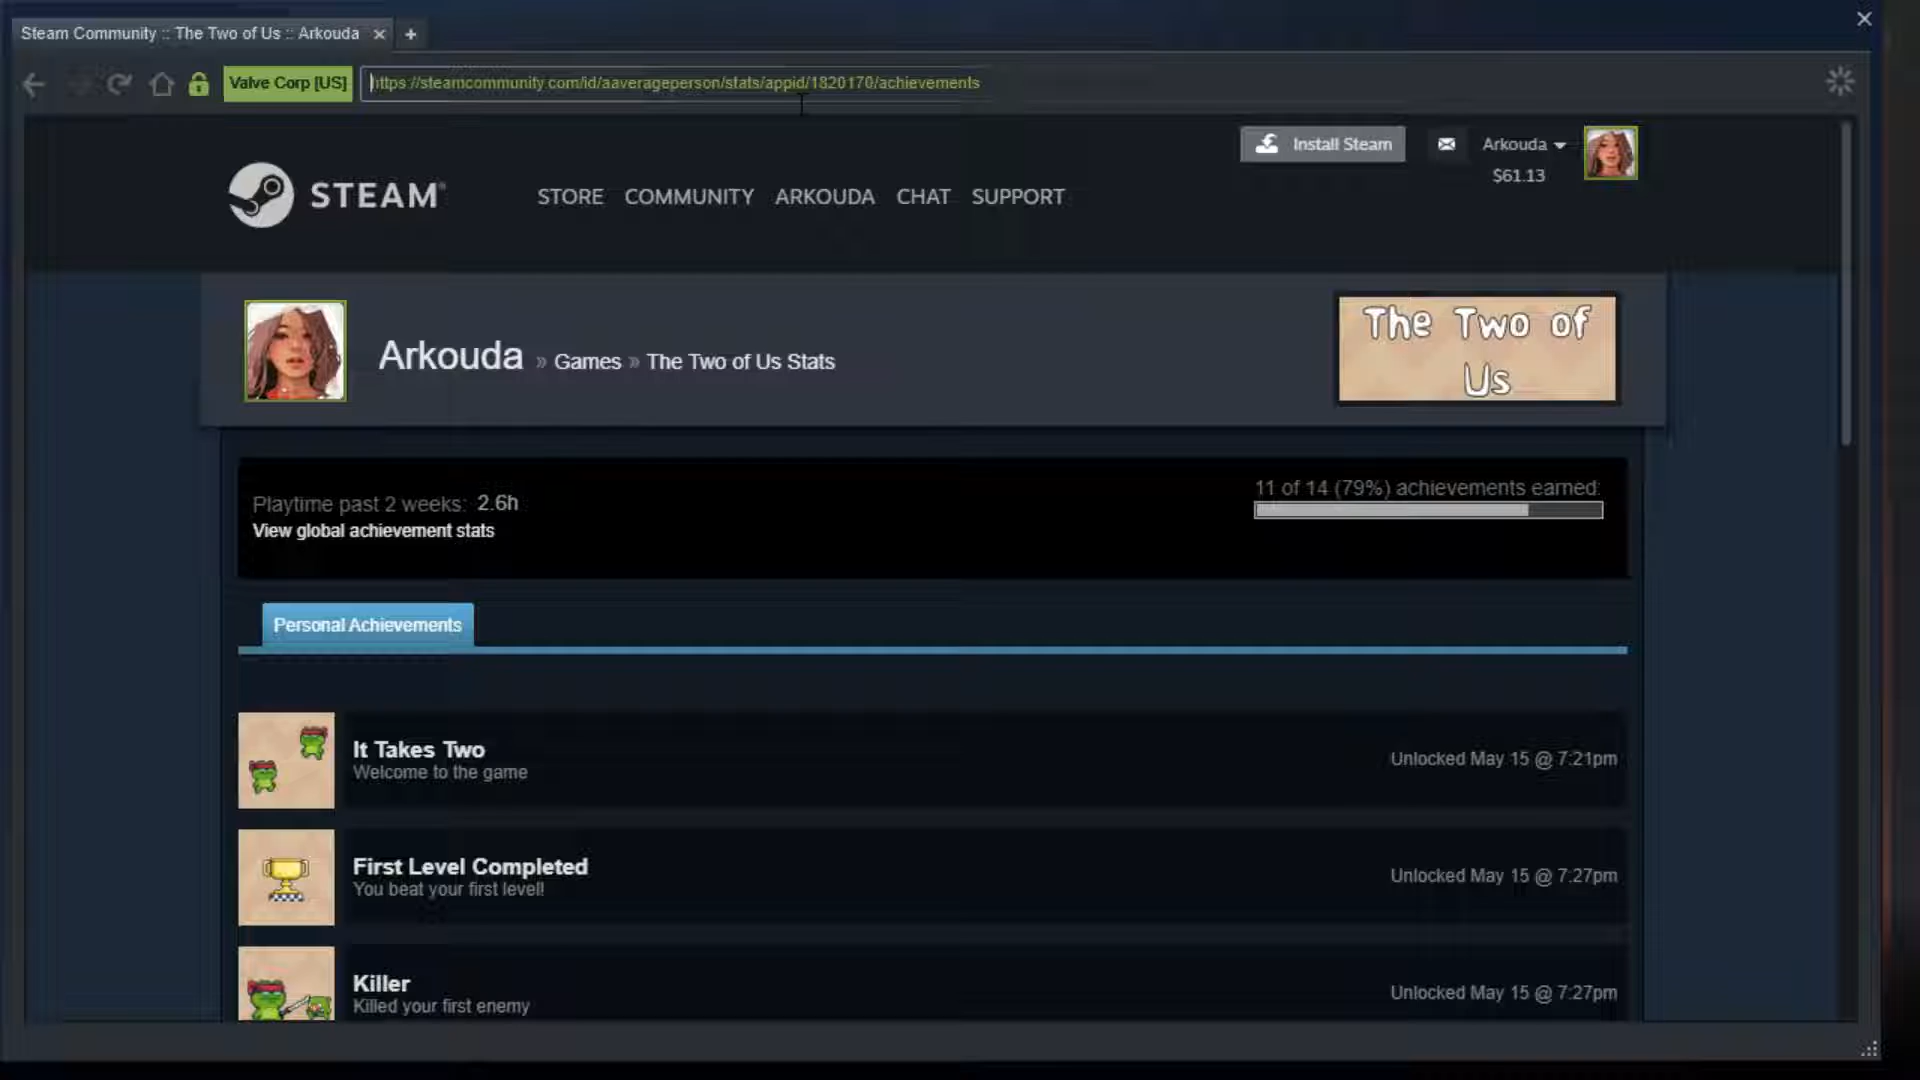 Steam Community :: The Two of Us :: Arkouda
Valve Corp [US]
https://steamcommunity.com/id/aaverageperson/stats/appid/1820170/achievements
Install Steam
Arkouda
$61.13
STEAM
STORE COMMUNITY ARKOUDA CHAT SUPPORT
Arkouda » Games » The Two of Us Stats
The Two of
Us
Playtime past 2 weeks: 2.6h
View global achievement stats
11 of 14 (79%) achievements earned:
Personal Achievements
It Takes Two
Welcome to the game
Unlocked May 15 @ 7:21pm
First Level Completed
You beat your first level!
Unlocked May 15 @ 7:27pm
Killer
Killed your first enemy
Unlocked May 15 @ 7:27pm